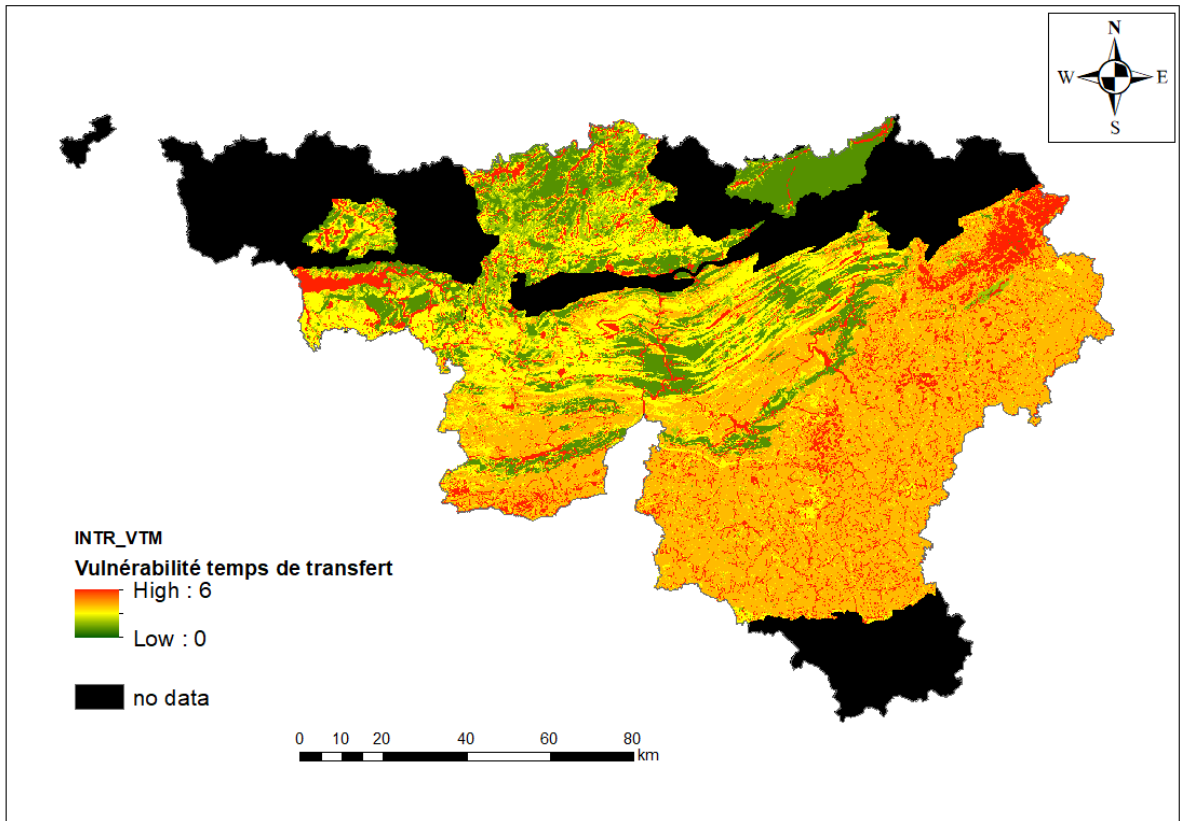 N
W E
S
INTR_VTM
Vulnérabilité temps de transfert
High : 6
Low : 0
no data
0 10 20 40 60 80
km